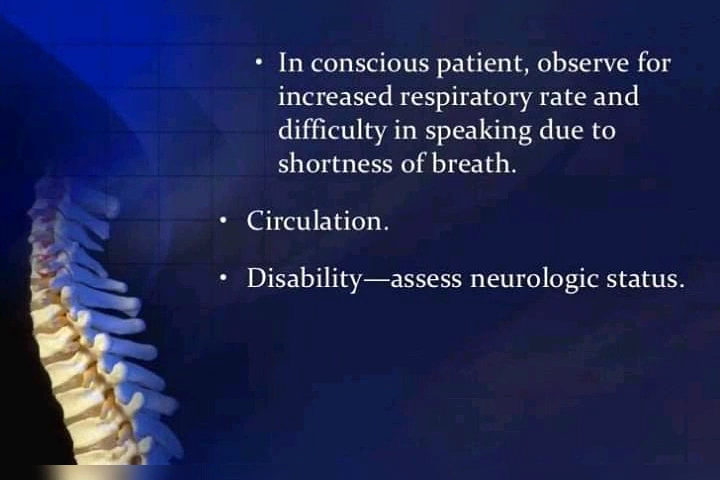 • In conscious patient, observe for
increased respiratory rate and
difficulty in speaking due to
shortness of breath.
• Circulation.
• Disability—assess neurologic status.